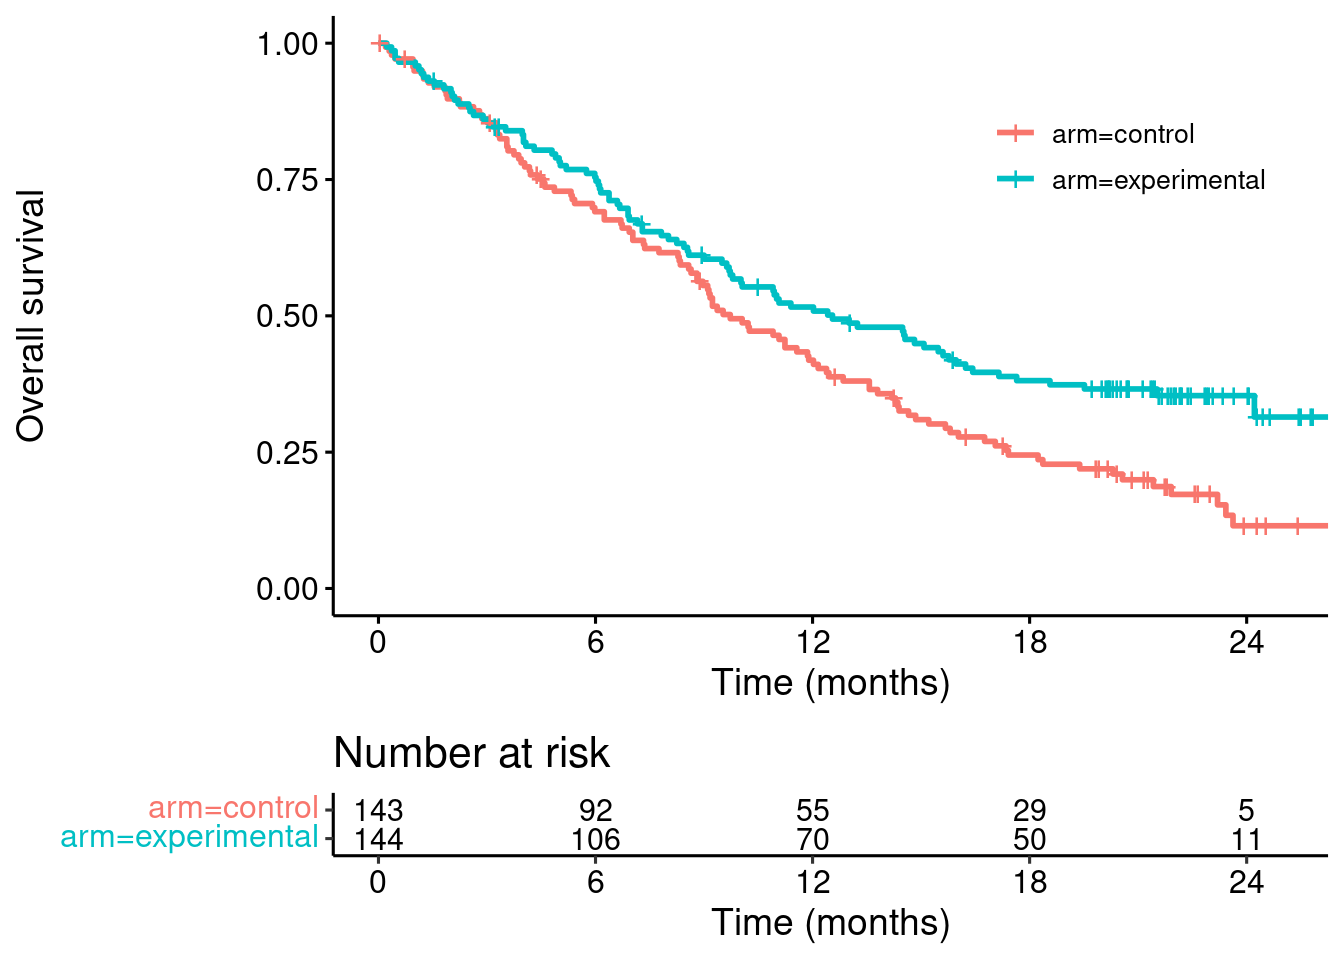 Overall survival
1.00
0.75
0.50
0.25
0.00
arm=control
arm=experimental
0 6 12 18 24
Time (months)
Number at risk
arm=control 143 92 55 29 5
arm=experimental 144 106 70 50 11
0 6 12 18 24
Time (months)